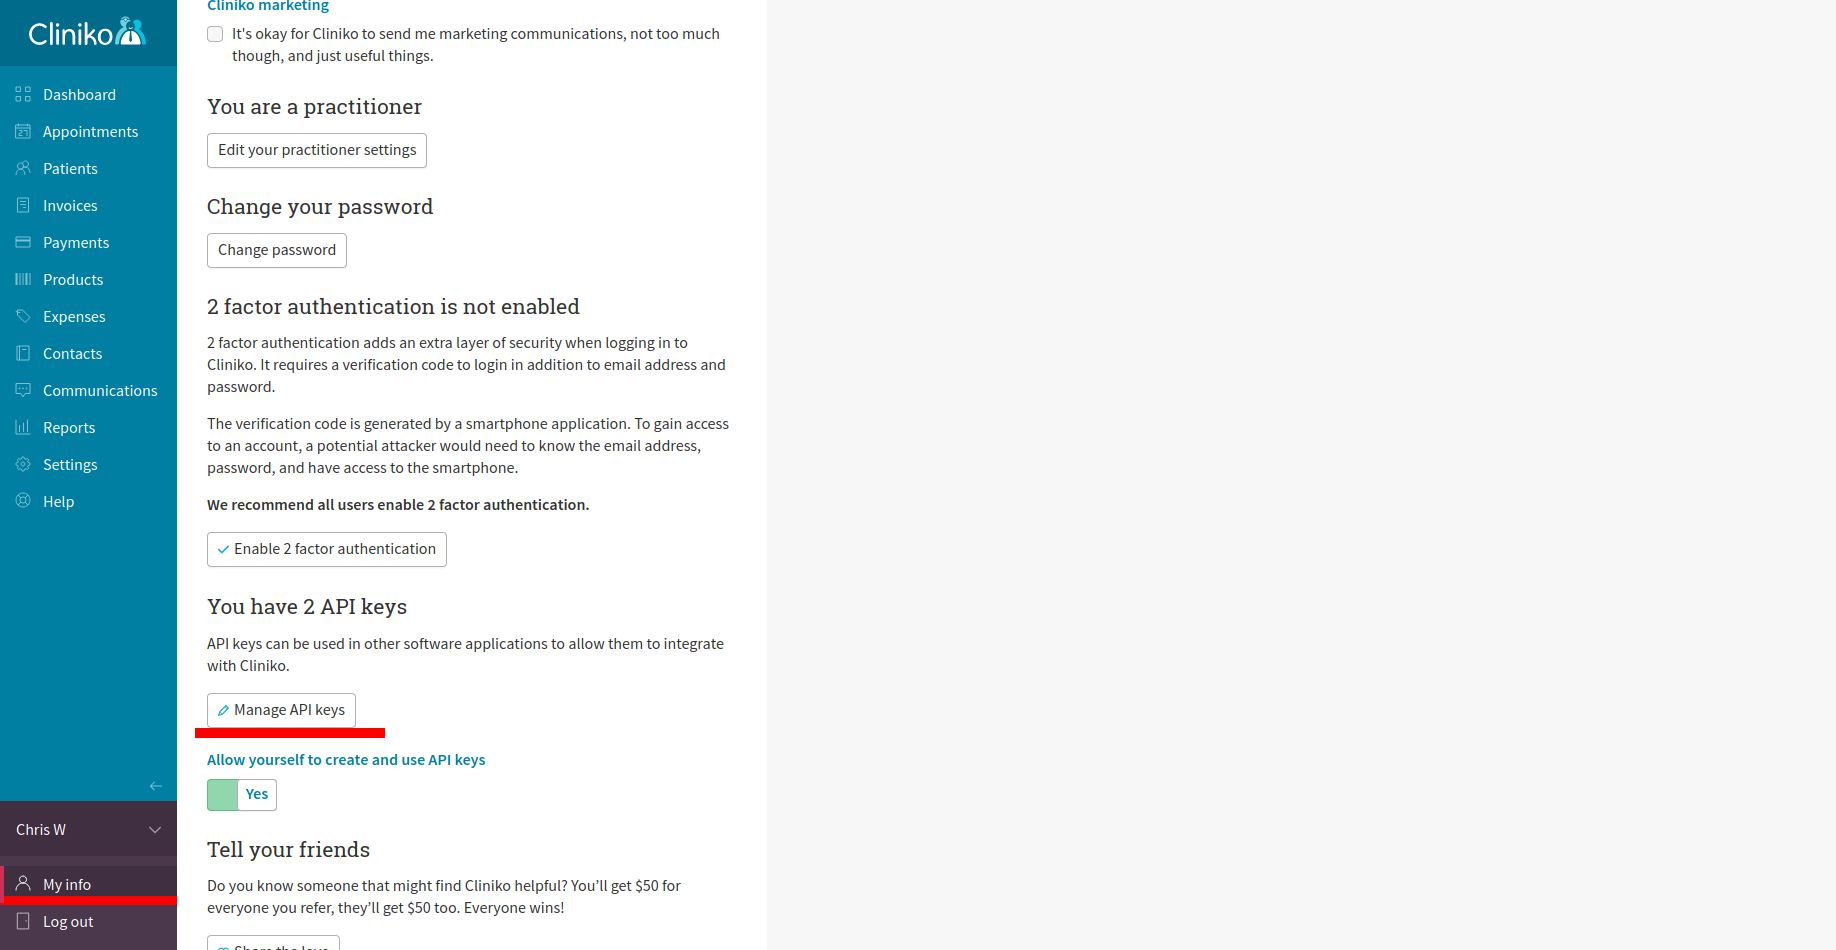 Cliniko
Dashboard
Appointments
Patients
Invoices
Payments
Products
Expenses
Contacts
Communications
Reports
Settings
Help
Chris W
My info
Log out
Cliniko marketing
It's okay for Cliniko to send me marketing communications, not too much
though, and just useful things.
You are a practitioner
Edit your practitioner settings
Change your password
Change password
2 factor authentication is not enabled
2 factor authentication adds an extra layer of security when logging in to
Cliniko. It requires a verification code to login in addition to email address and
password.
The verification code is generated by a smartphone application. To gain access
to an account, a potential attacker would need to know the email address,
password, and have access to the smartphone.
We recommend all users enable 2 factor authentication.
Enable 2 factor authentication
You have 2 API keys
API keys can be used in other software applications to allow them to integrate
with Cliniko.
Manage API keys
Allow yourself to create and use API keys
Yes
Tell your friends
Do you know someone that might find Cliniko helpful? You’ll get $50 for
everyone you refer, they’ll get $50 too. Everyone wins!
Share the love